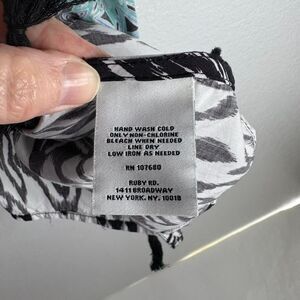 HAND WASH COLD
ONLY NON-CHLORINE
BLEACH WHEN NEEDED
LINE DRY
LOW IRON AS NEEDED
RN 107680
RUBY RD.
1411 BROADWAY
NEW YORK, NY. 10018